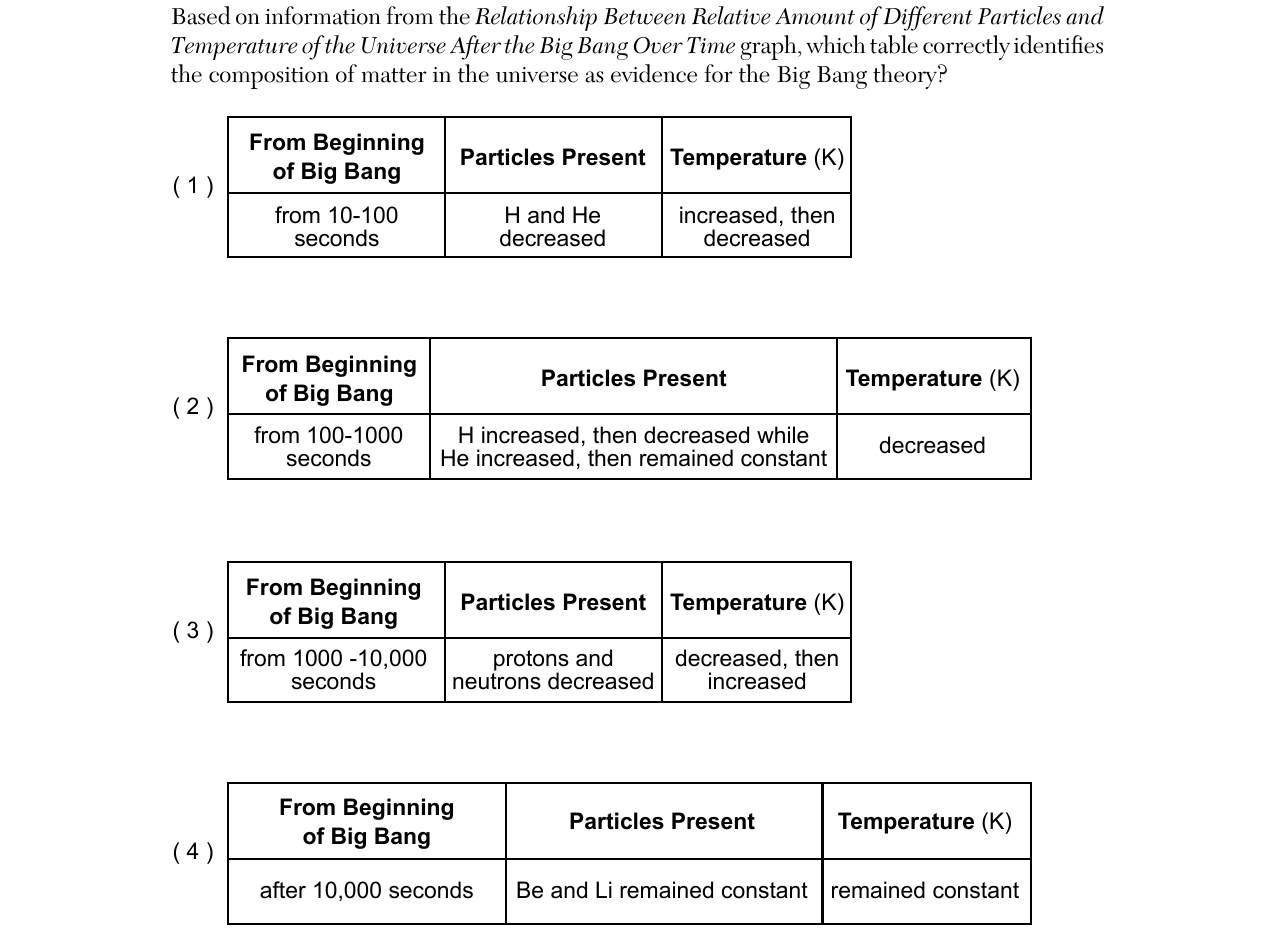 Based on information from the Relationship Between Relative Amount of Different Particles and
Temperature of the Universe After the Big Bang Over Time graph, which table correctly identifies
the composition of matter in the universe as evidence for the Big Bang theory?
( 1 )
From Beginning
of Big Bang
Particles Present
Temperature (K)
from 10-100
seconds
H and He
decreased
increased, then
decreased
( 2 )
From Beginning
of Big Bang
Particles Present
Temperature (K)
from 100-1000
seconds
H increased, then decreased while
He increased, then remained constant
decreased
( 3 )
From Beginning
of Big Bang
Particles Present
Temperature (K)
from 1000 -10,000
seconds
protons and
neutrons decreased
decreased, then
increased
( 4 )
From Beginning
of Big Bang
Particles Present
Temperature (K)
after 10,000 seconds
Be and Li remained constant
remained constant